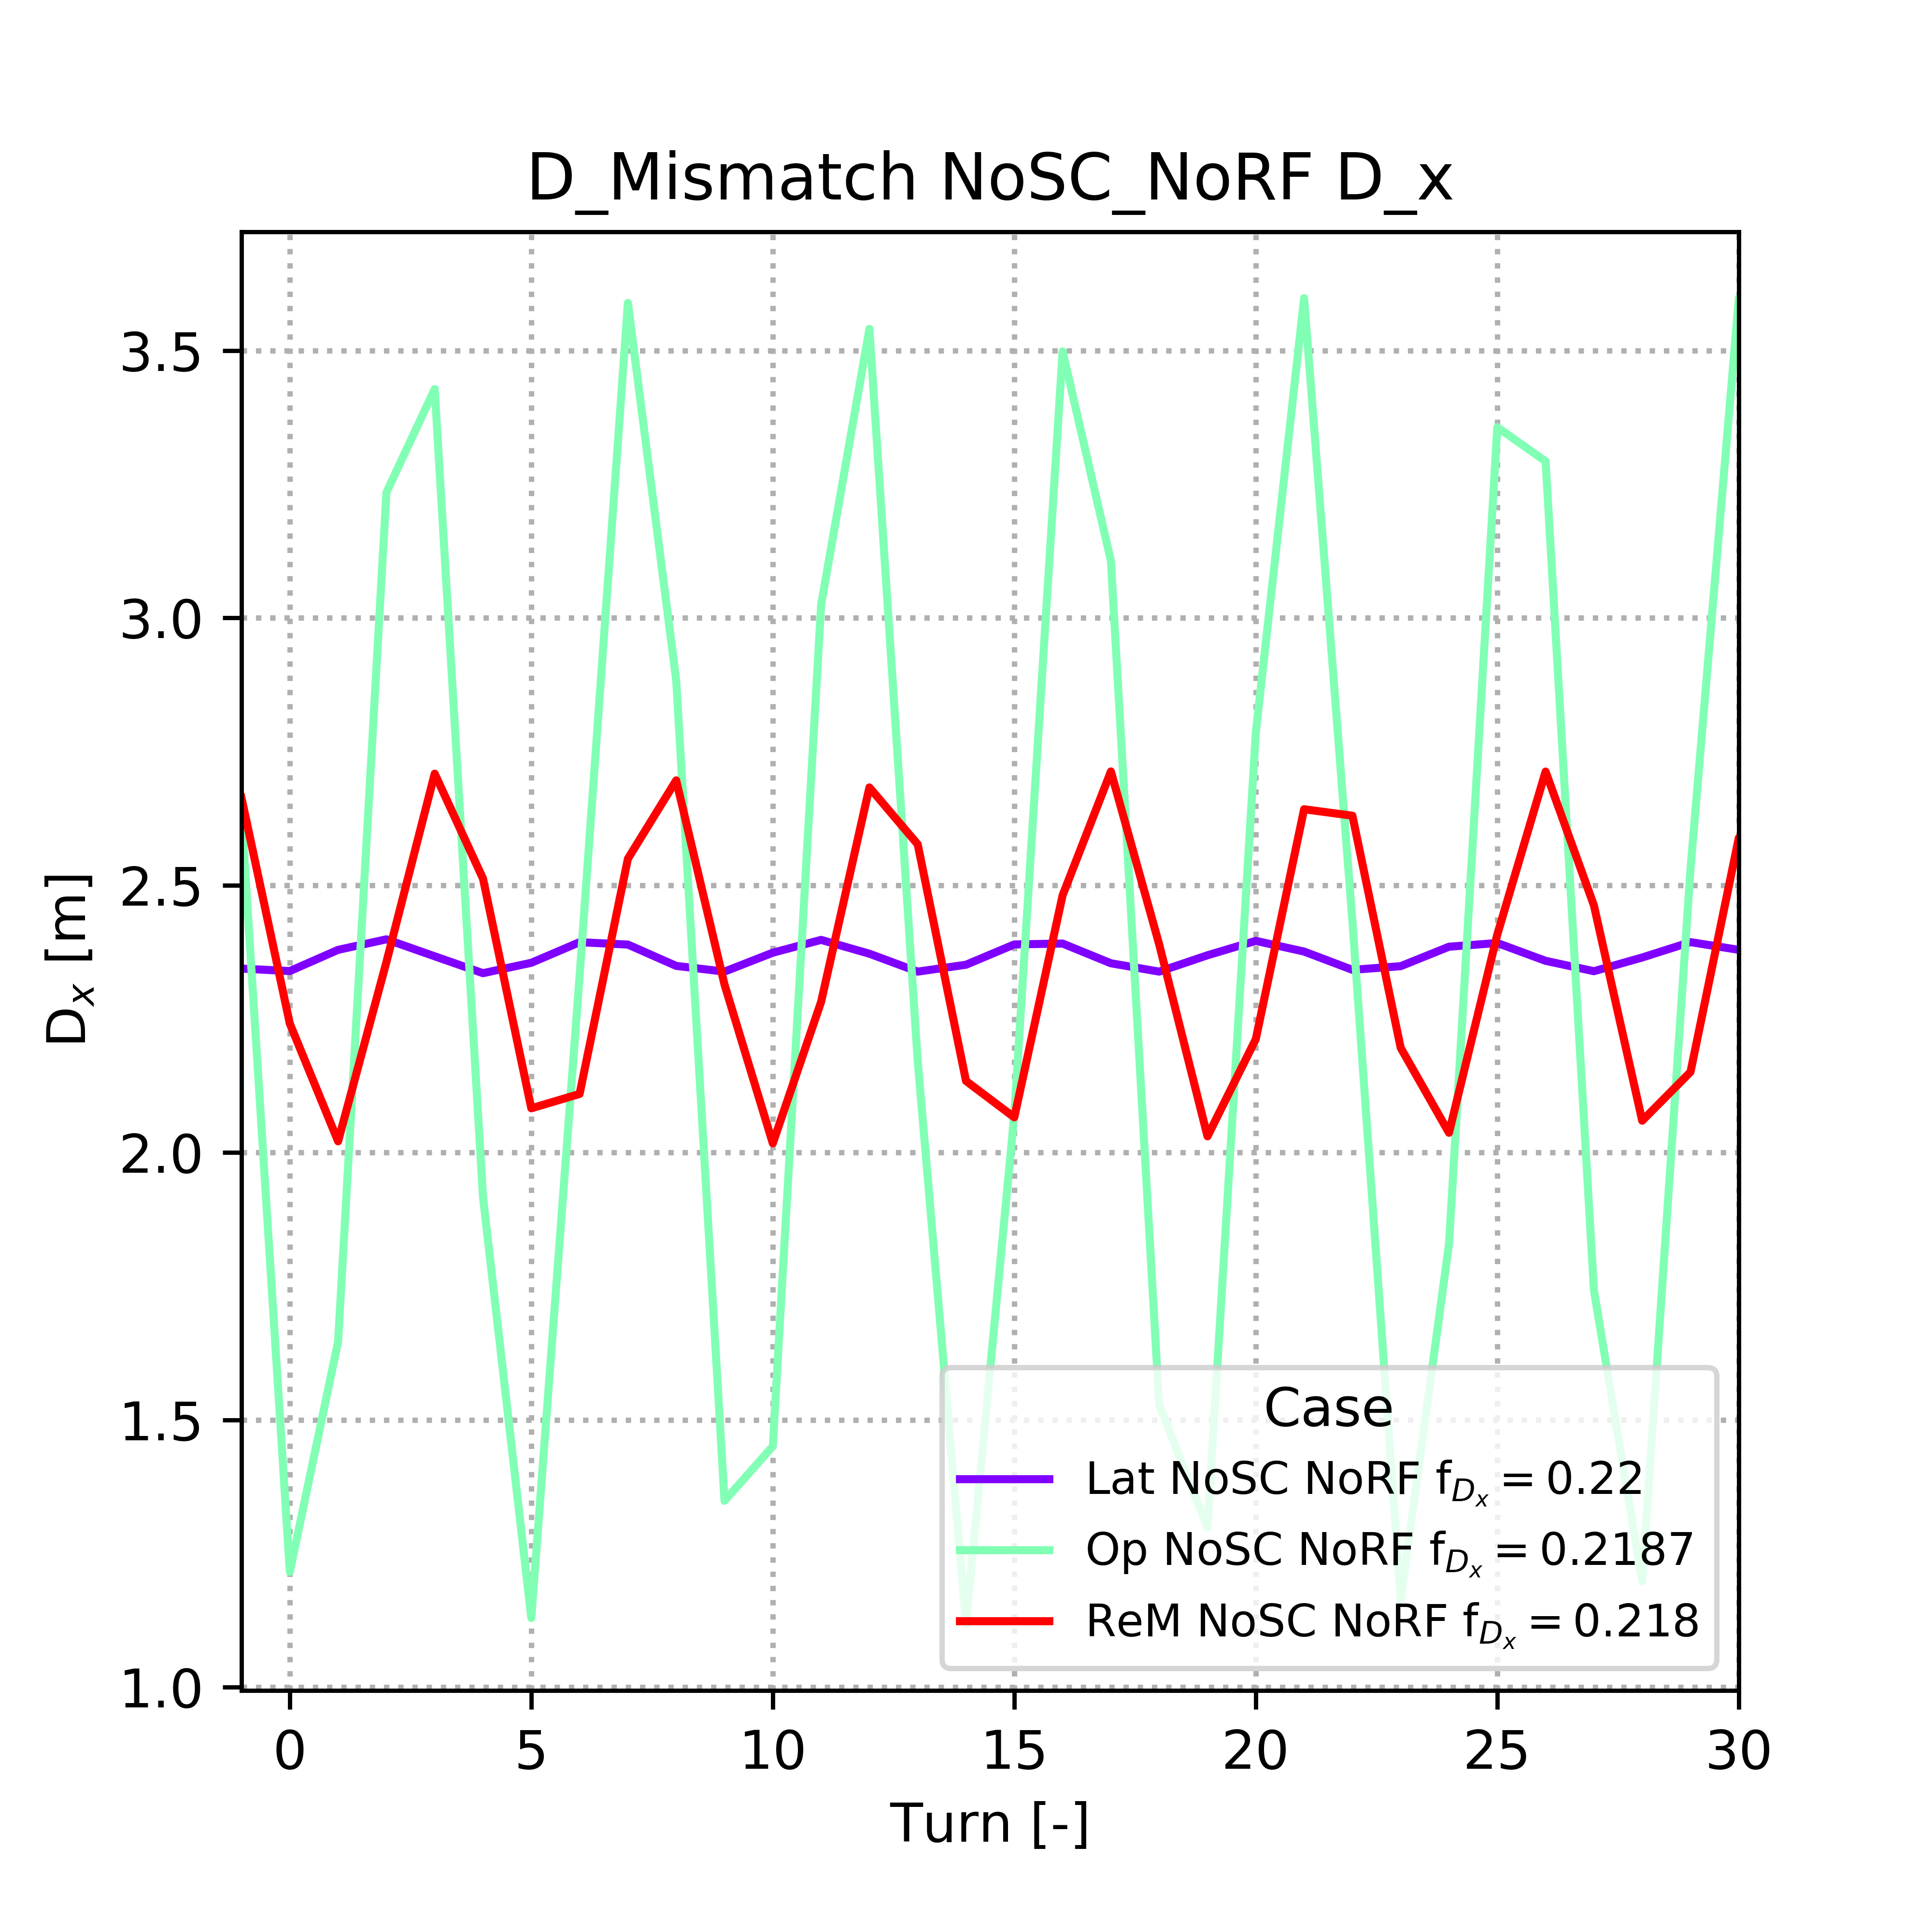 D_Mismatch NoSC_NoRF D_x
3.5
3.0
2.5
2.0
1.5
1.0
D_x [m]
0 5 10 15 20 25 30
Turn [-]
Case
Lat NoSC NoRF f_{D_x} = 0.22
Op NoSC NoRF f_{D_x} = 0.2187
ReM NoSC NoRF f_{D_x} = 0.218